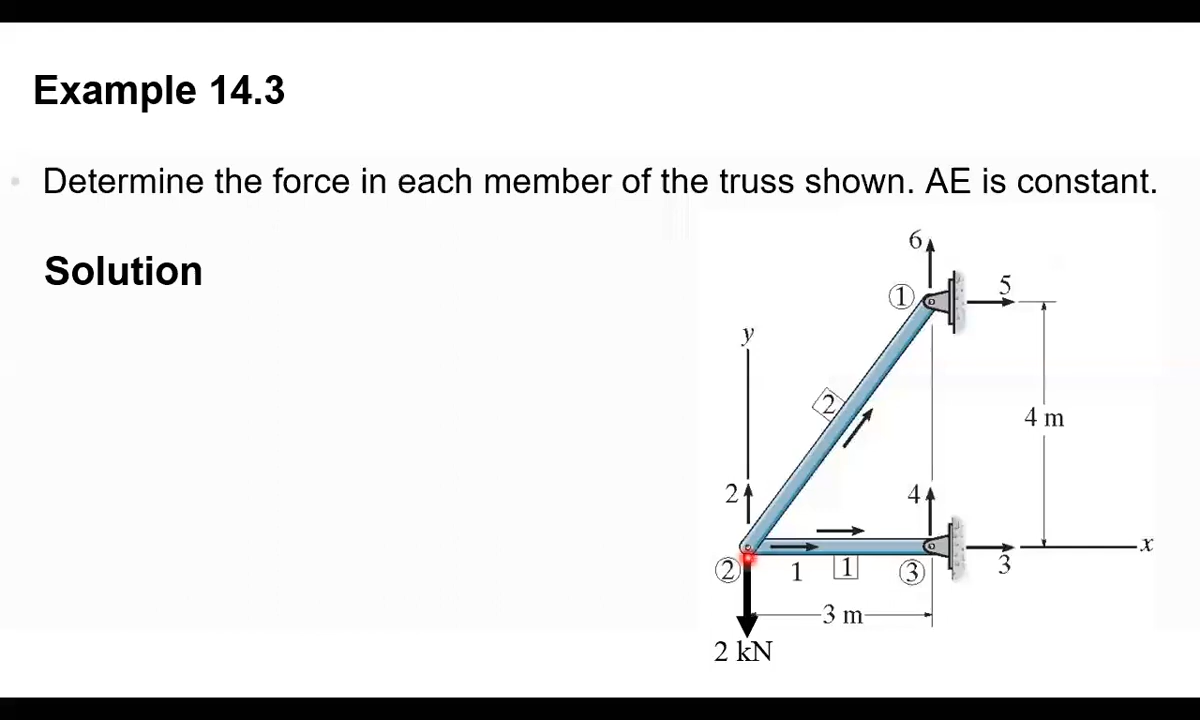 Example 14.3
Determine the force in each member of the truss shown. AE is constant.
Solution
6
1
5
y
2
4 m
2
4
x
2
1
1
3
3
3 m
2 kN